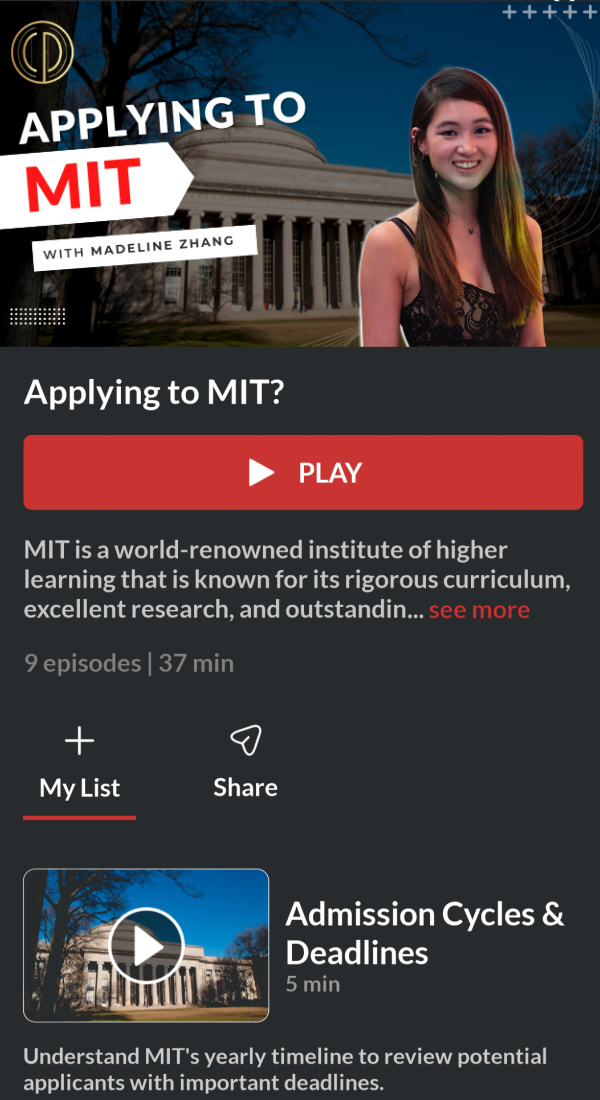 APPLYING TO
MIT
WITH MADELINE ZHANG
Applying to MIT?
PLAY
MIT is a world-renowned institute of higher
learning that is known for its rigorous curriculum,
excellent research, and outstandin... see more
9 episodes | 37 min
My List
Share
Admission Cycles &
Deadlines
5 min
Understand MIT's yearly timeline to review potential
applicants with important deadlines.